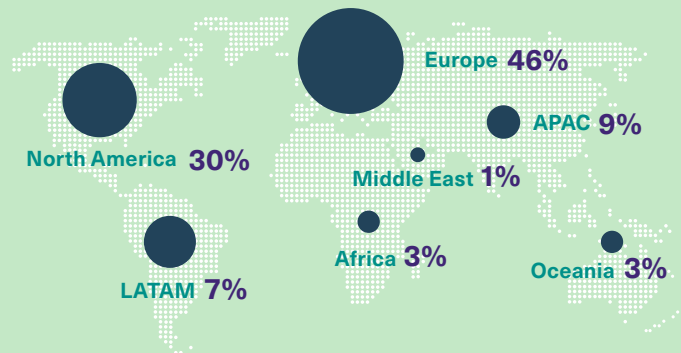 Europe 46%
APAC 9%
North America 30%
Middle East 1%
Africa 3%
Oceania 3%
LATAM 7%